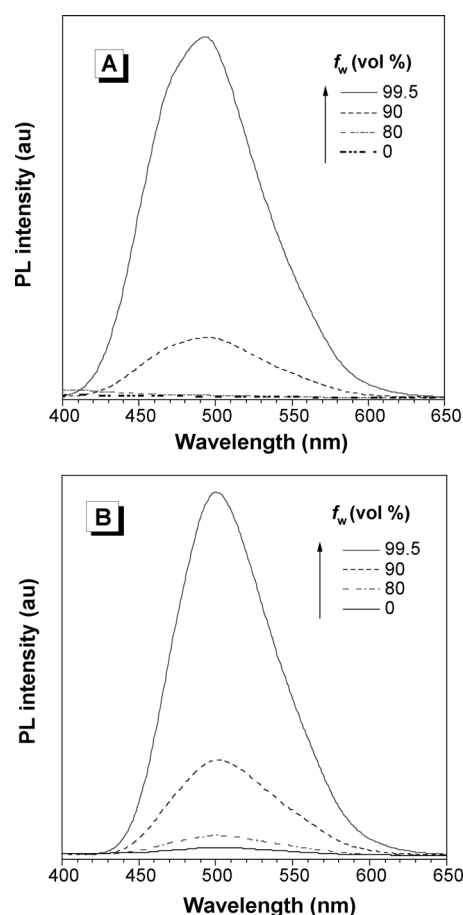 A
f_w (vol %)
99.5
90
80
0
PL intensity (au)
400 450 500 550 600 650
Wavelength (nm)
B
f_w (vol %)
99.5
90
80
0
PL intensity (au)
400 450 500 550 600 650
Wavelength (nm)